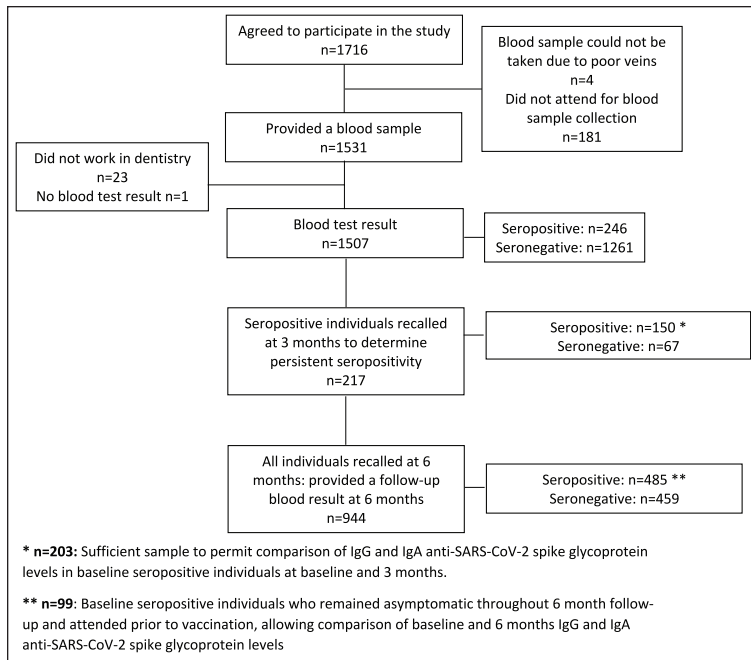 Agreed to participate in the study
n=1716
Blood sample could not be
taken due to poor veins
n=4
Did not attend for blood
sample collection
n=181
Provided a blood sample
n=1531
Did not work in dentistry
n=23
No blood test result n=1
Blood test result
n=1507
Seropositive: n=246
Seronegative: n=1261
Seropositive individuals recalled
at 3 months to determine
persistent seropositivity
n=217
Seropositive: n=150 *
Seronegative: n=67
All individuals recalled at 6
months: provided a follow-up
blood result at 6 months
n=944
Seropositive: n=485 **
Seronegative: n=459
* n=203: Sufficient sample to permit comparison of IgG and IgA anti-SARS-CoV-2 spike glycoprotein
levels in baseline seropositive individuals at baseline and 3 months.
** n=99: Baseline seropositive individuals who remained asymptomatic throughout 6 month follow-
up and attended prior to vaccination, allowing comparison of baseline and 6 months IgG and IgA
anti-SARS-CoV-2 spike glycoprotein levels